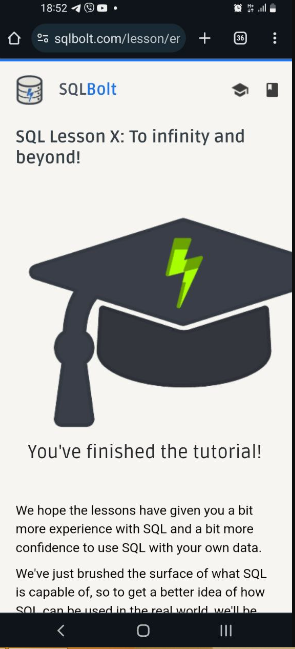 18:52
sqlbolt.com/lesson/er
36
SQLBolt
SQL Lesson X: To infinity and
beyond!
You've finished the tutorial!
We hope the lessons have given you a bit
more experience with SQL and a bit more
confidence to use SQL with your own data.
We've just brushed the surface of what SQL
is capable of, so to get a better idea of how
SQL can be used in the real world, we'll be